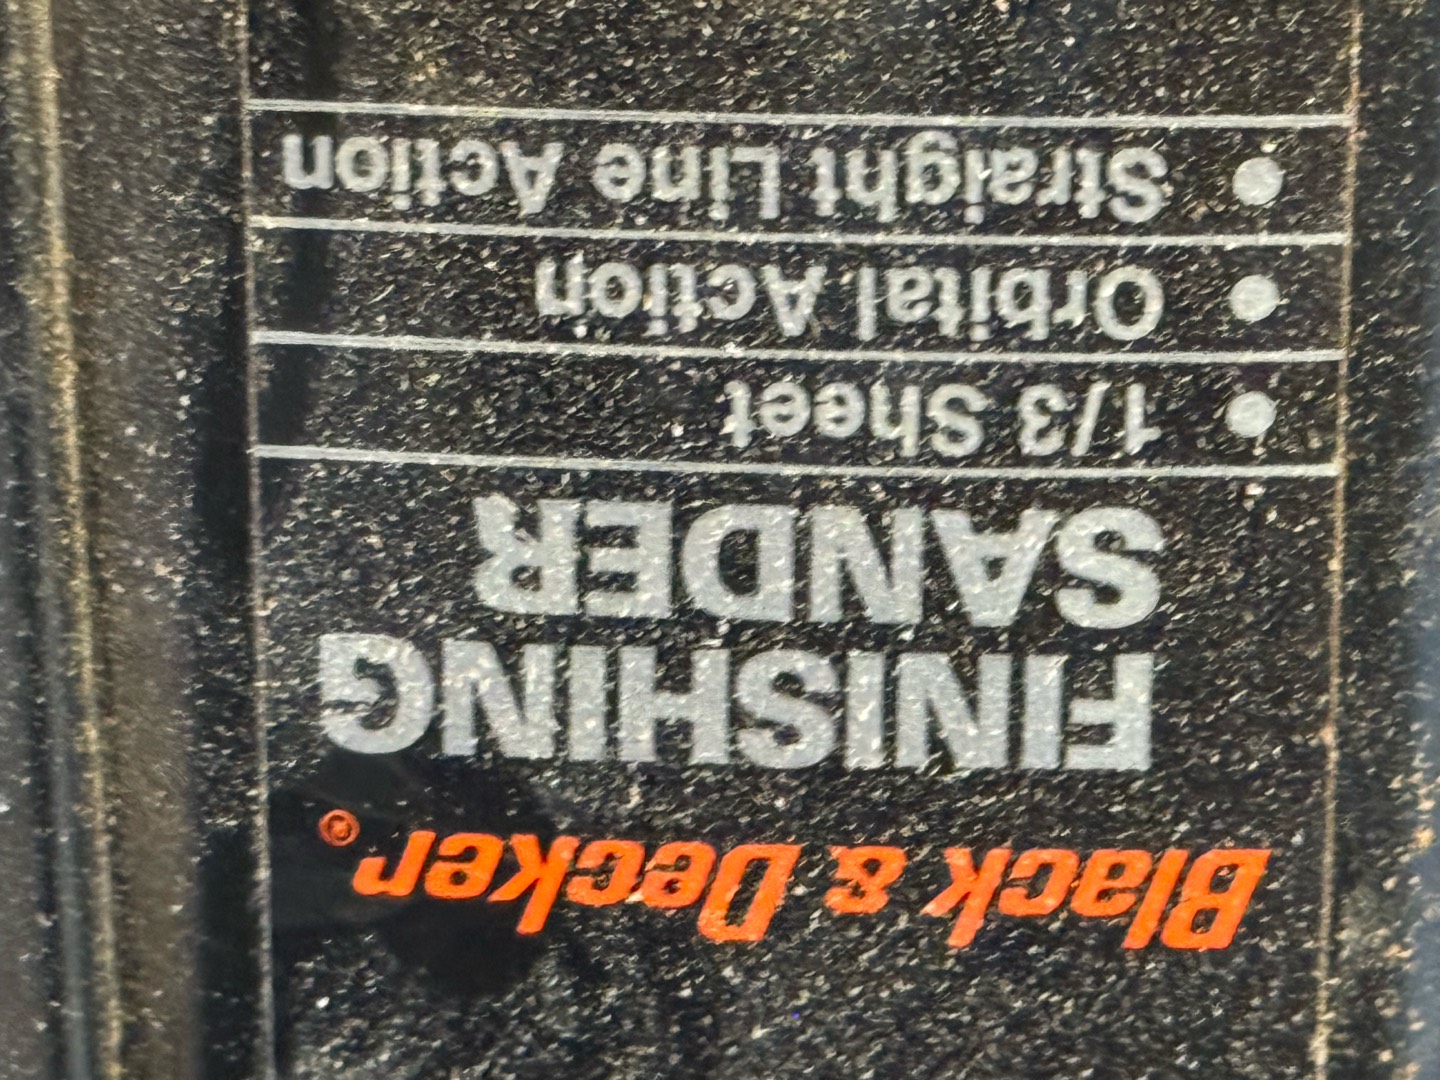 Black & Decker®
FINISHING
SANDER
• 1/3 Sheet
• Orbital Action
• Straight Line Action